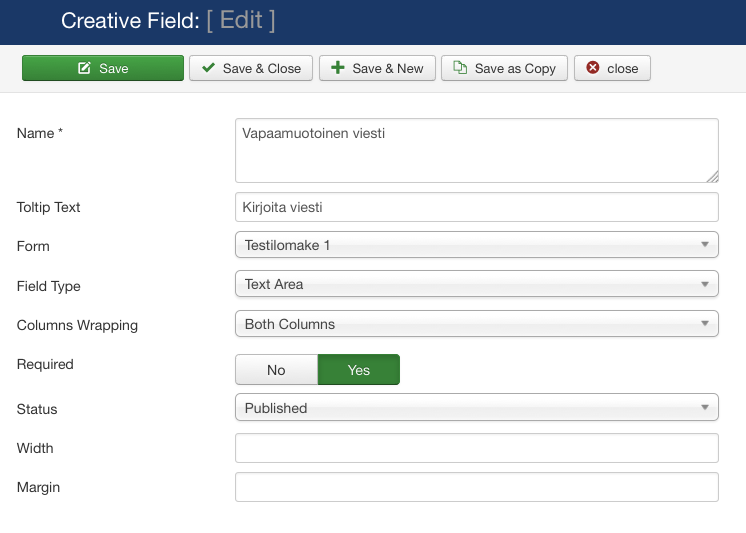 Creative Field: [ Edit ]
Save Save & Close Save & New Save as Copy close
Name * Vapaamuotoinen viesti
Toltip Text Kirjoita viesti
Form Testilomake 1
Field Type Text Area
Columns Wrapping Both Columns
Required No Yes
Status Published
Width
Margin